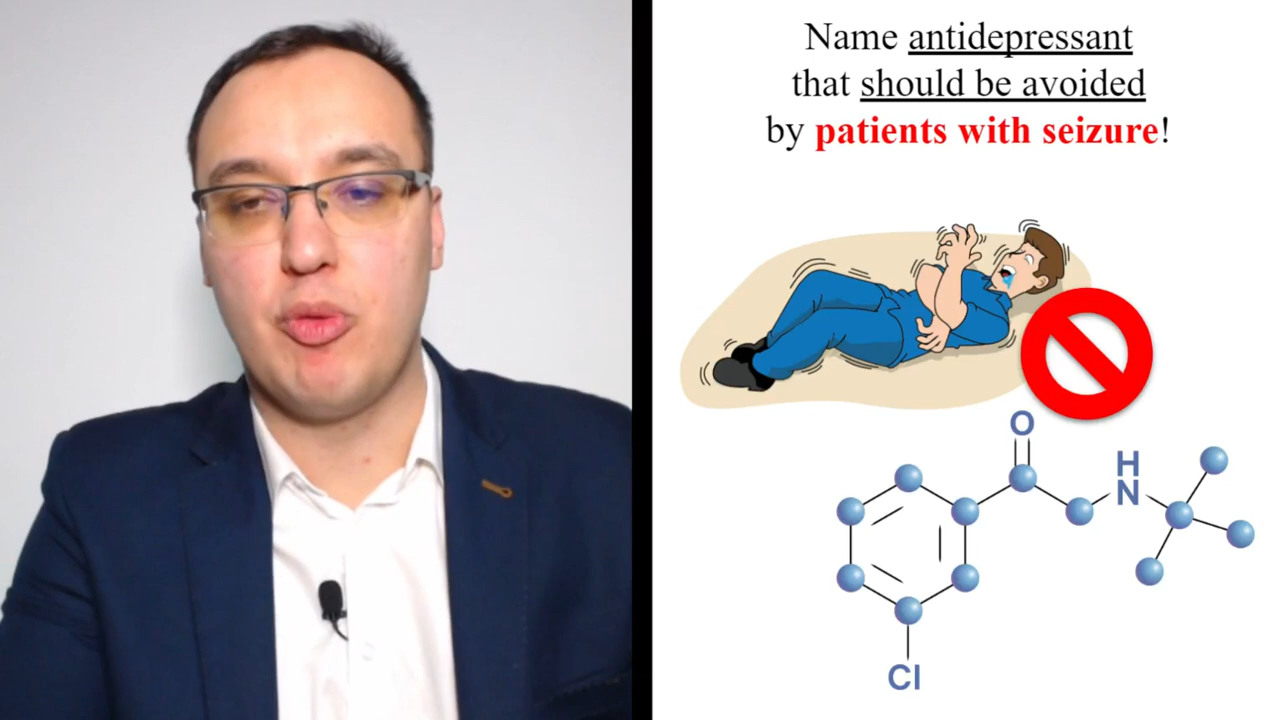 Name antidepressant
that should be avoided
by patients with seizure!
O
H
N
Cl